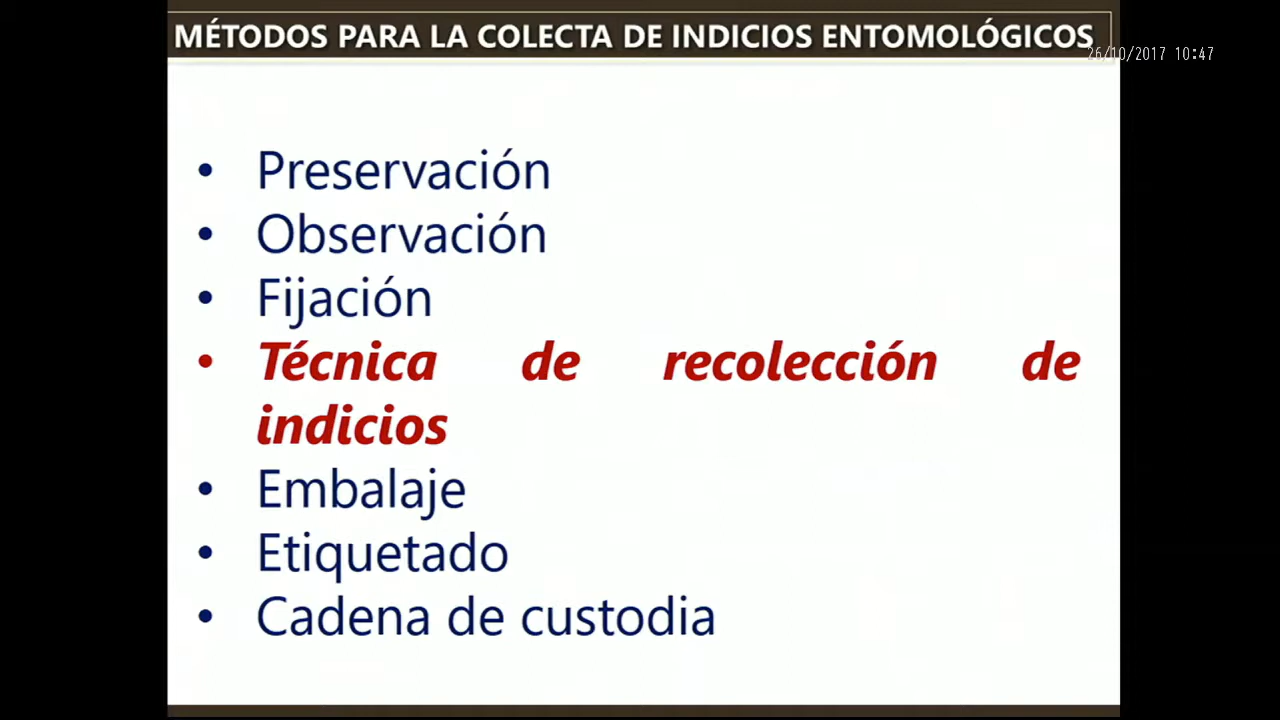 MÉTODOS PARA LA COLECTA DE INDICIOS ENTOMOLÓGICOS
26/10/2017 10:47
• Preservación
• Observación
• Fijación
• Técnica de recolección de
indicios
• Embalaje
• Etiquetado
• Cadena de custodia